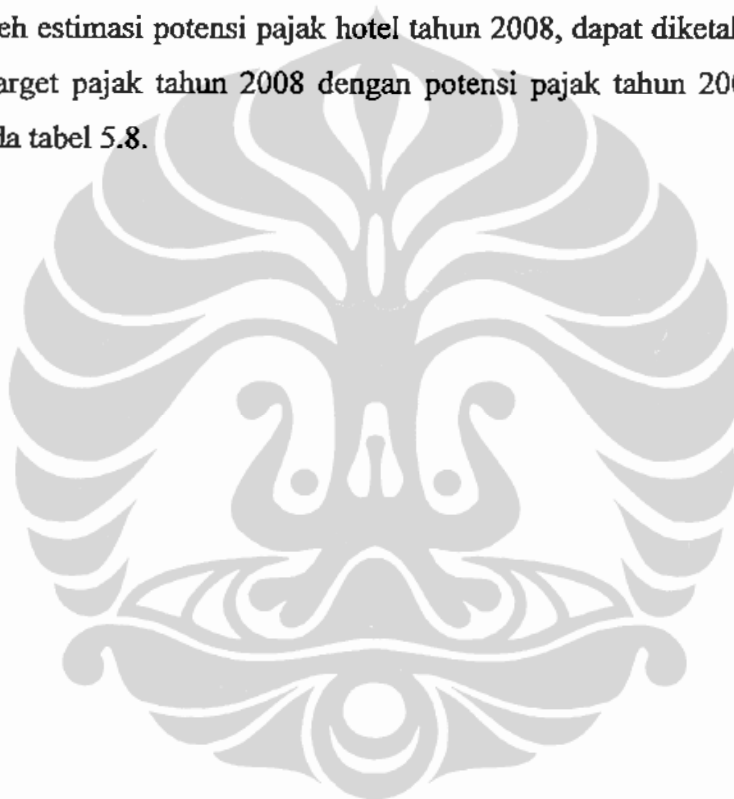 eh estimasi potensi pajak hotel tahun 2008, dapat diketal
arget pajak tahun 2008 dengan potensi pajak tahun 200
la tabel 5.8.